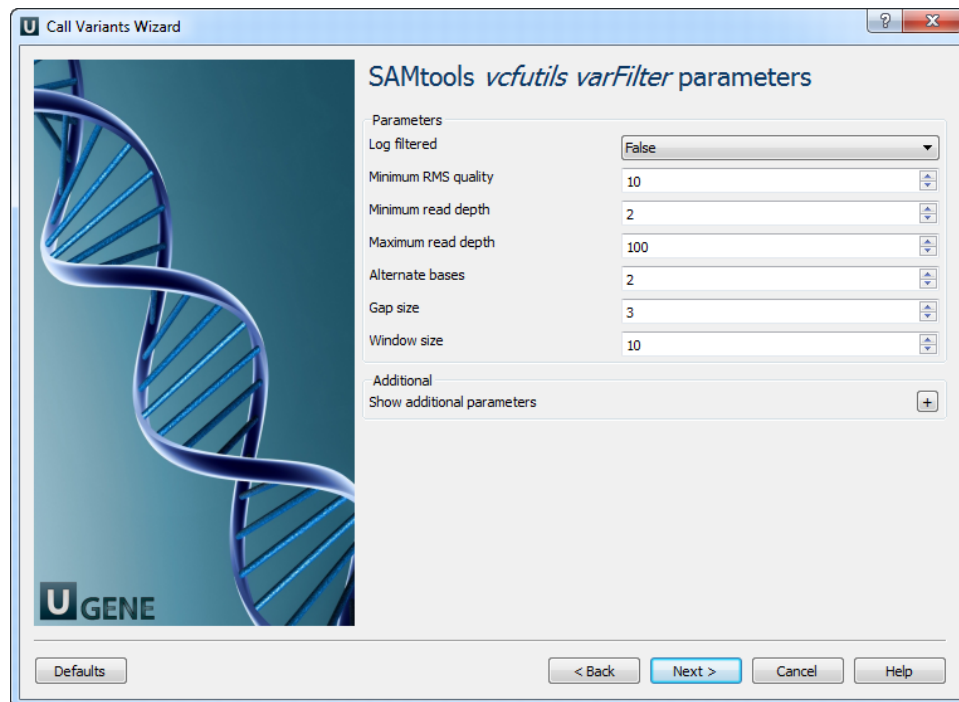 Call Variants Wizard
SAMtools vcfutils varFilter parameters
Parameters
Log filtered False
Minimum RMS quality 10
Minimum read depth 2
Maximum read depth 100
Alternate bases 2
Gap size 3
Window size 10
Additional
Show additional parameters +
U GENE
Defaults < Back Next > Cancel Help